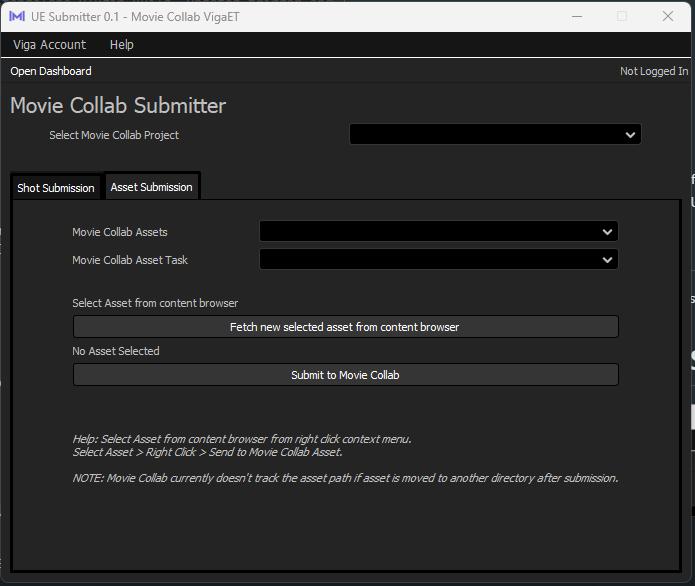 UE Submitter 0.1 - Movie Collab VigaET
Viga Account Help
Open Dashboard Not Logged In
Movie Collab Submitter
Select Movie Collab Project
Shot Submission Asset Submission
Movie Collab Assets
Movie Collab Asset Task
Select Asset from content browser
Fetch new selected asset from content browser
No Asset Selected
Submit to Movie Collab
Help: Select Asset from content browser from right click context menu.
Select Asset > Right Click > Send to Movie Collab Asset.
NOTE: Movie Collab currently doesn't track the asset path if asset is moved to another directory after submission.